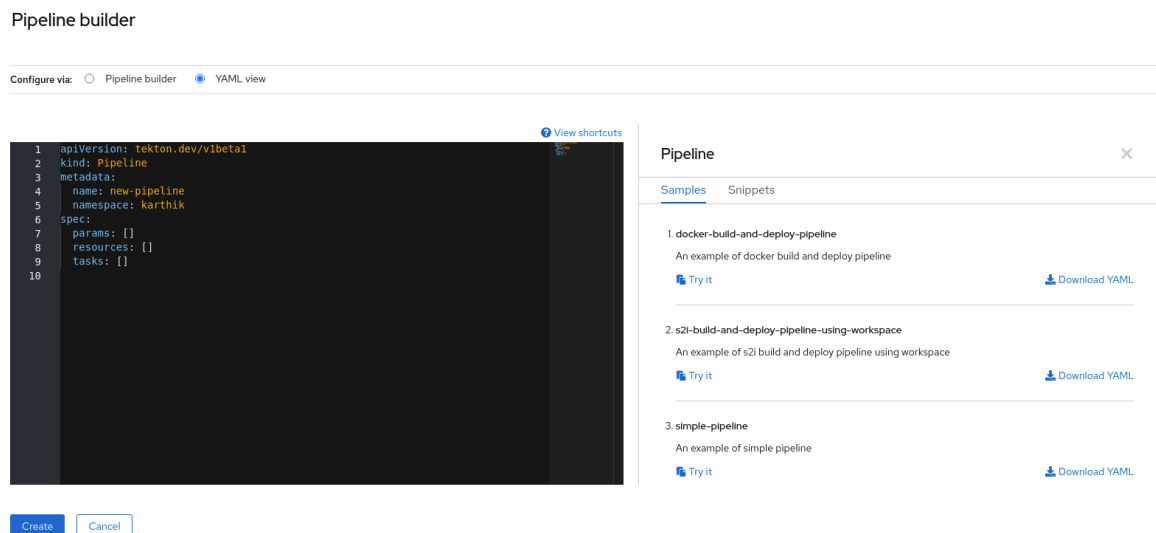 Pipeline builder
Configure via: Pipeline builder YAML view
View shortcuts
1 apiVersion: tekton.dev/v1beta1
2 kind: Pipeline
3 metadata:
4   name: new-pipeline
5   namespace: karthik
6 spec:
7   params: []
8   resources: []
9   tasks: []
10
Create Cancel
Pipeline
Samples Snippets
1. docker-build-and-deploy-pipeline
An example of docker build and deploy pipeline
Try it Download YAML
2. s2i-build-and-deploy-pipeline-using-workspace
An example of s2i build and deploy pipeline using workspace
Try it Download YAML
3. simple-pipeline
An example of simple pipeline
Try it Download YAML